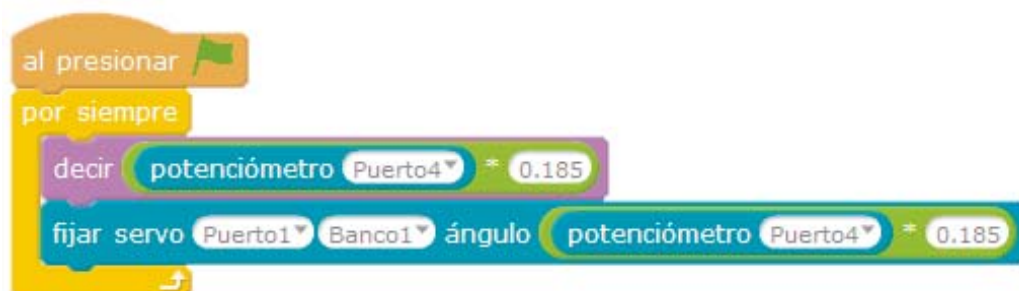 al presionar
por siempre
decir potenciómetro Puerto4 * 0.185
fijar servo Puerto1 Banco1 ángulo potenciómetro Puerto4 * 0.185